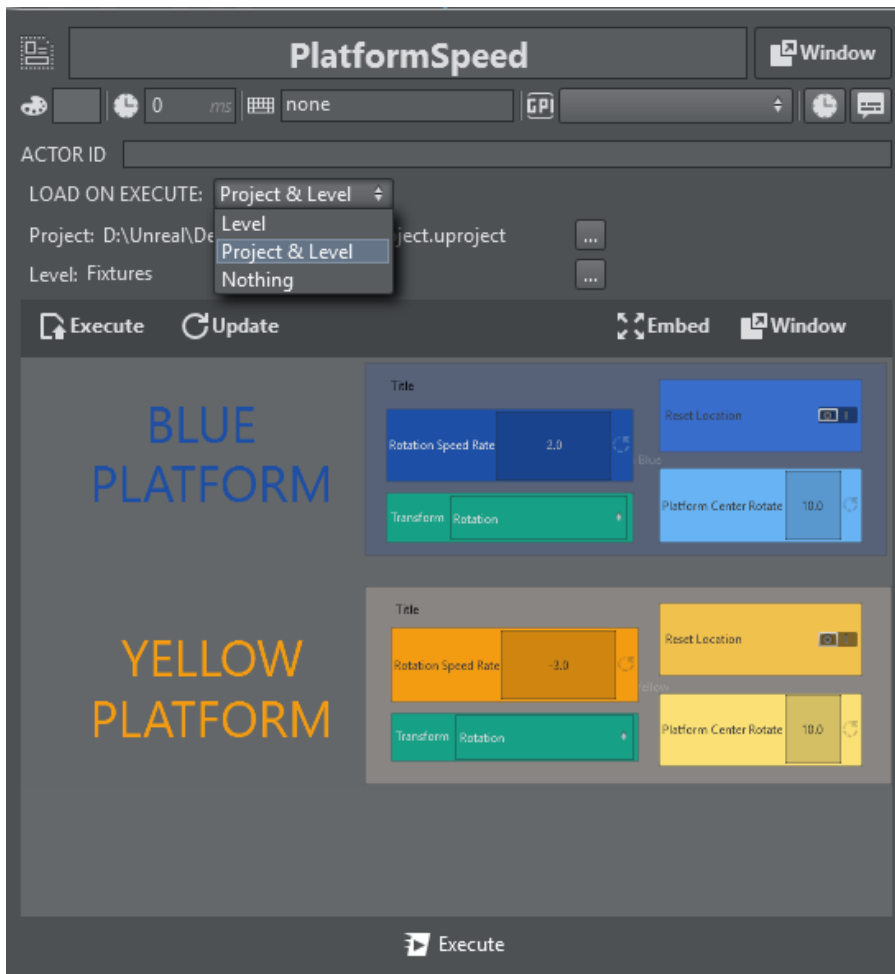 PlatformSpeed
Window
0 ms none GPI
ACTOR ID
LOAD ON EXECUTE: Project & Level
Level
Project: D:\Unreal\De ject.uproject ...
Project & Level
Level: Fixtures ...
Nothing
Execute Update Embed Window
BLUE
PLATFORM
Title
Rotation Speed Rate 2.0
Reset Location
Blue
Transform Rotation
Platform Center Rotate 10.0
YELLOW
PLATFORM
Title
Rotation Speed Rate -3.0
Reset Location
Yellow
Transform Rotation
Platform Center Rotate 10.0
Execute